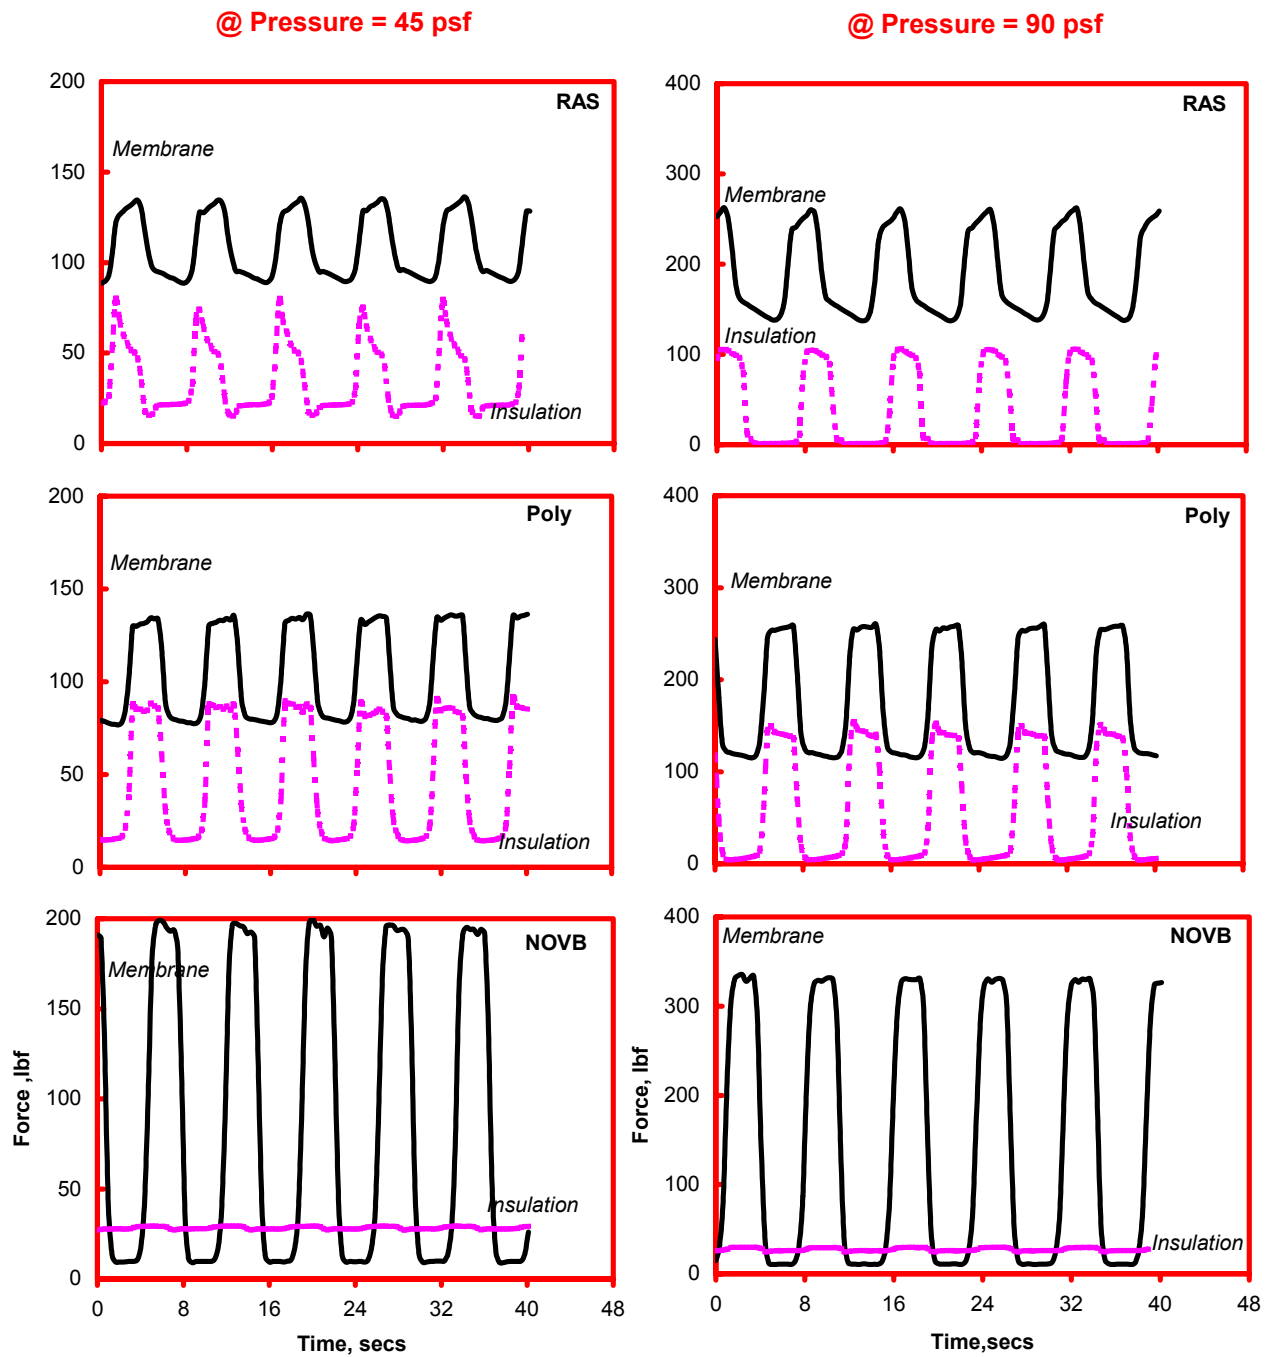 @ Pressure = 45 psf
@ Pressure = 90 psf
200
RAS
Membrane
150
100
50
Insulation
0
400
RAS
300
Membrane
200
Insulation
100
0
200
Poly
Membrane
150
100
50
Insulation
0
400
Poly
300
Membrane
200
100
Insulation
0
200
NOVB
Membrane
150
100
50
Insulation
0
Force ,lbf
0 8 16 24 32 40 48
Time, secs
400
Membrane
NOVB
300
200
100
Insulation
0
Force, lbf
0 8 16 24 32 40 48
Time,secs